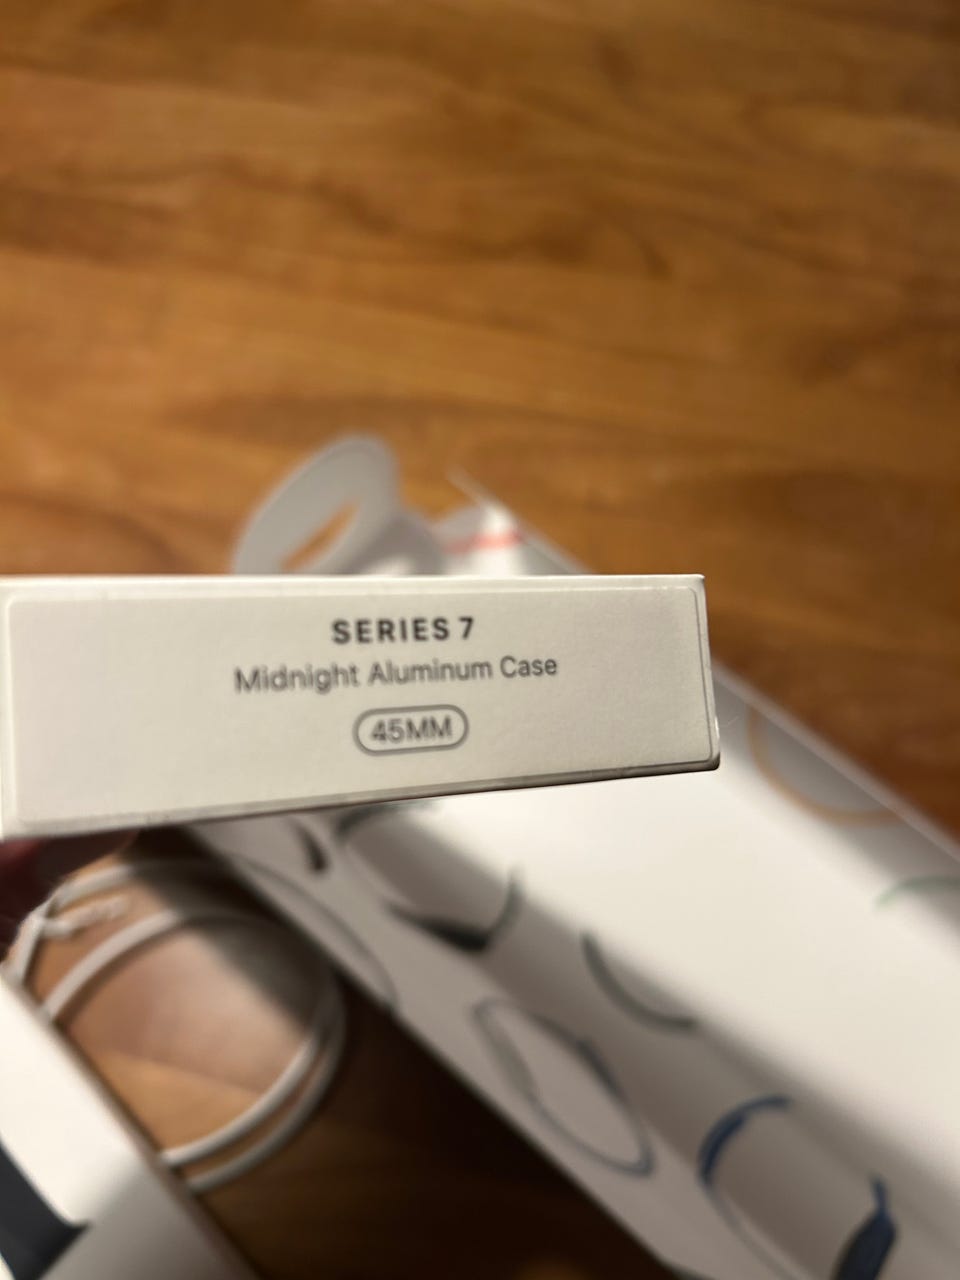 SERIES 7
Midnight Aluminum Case
45MM